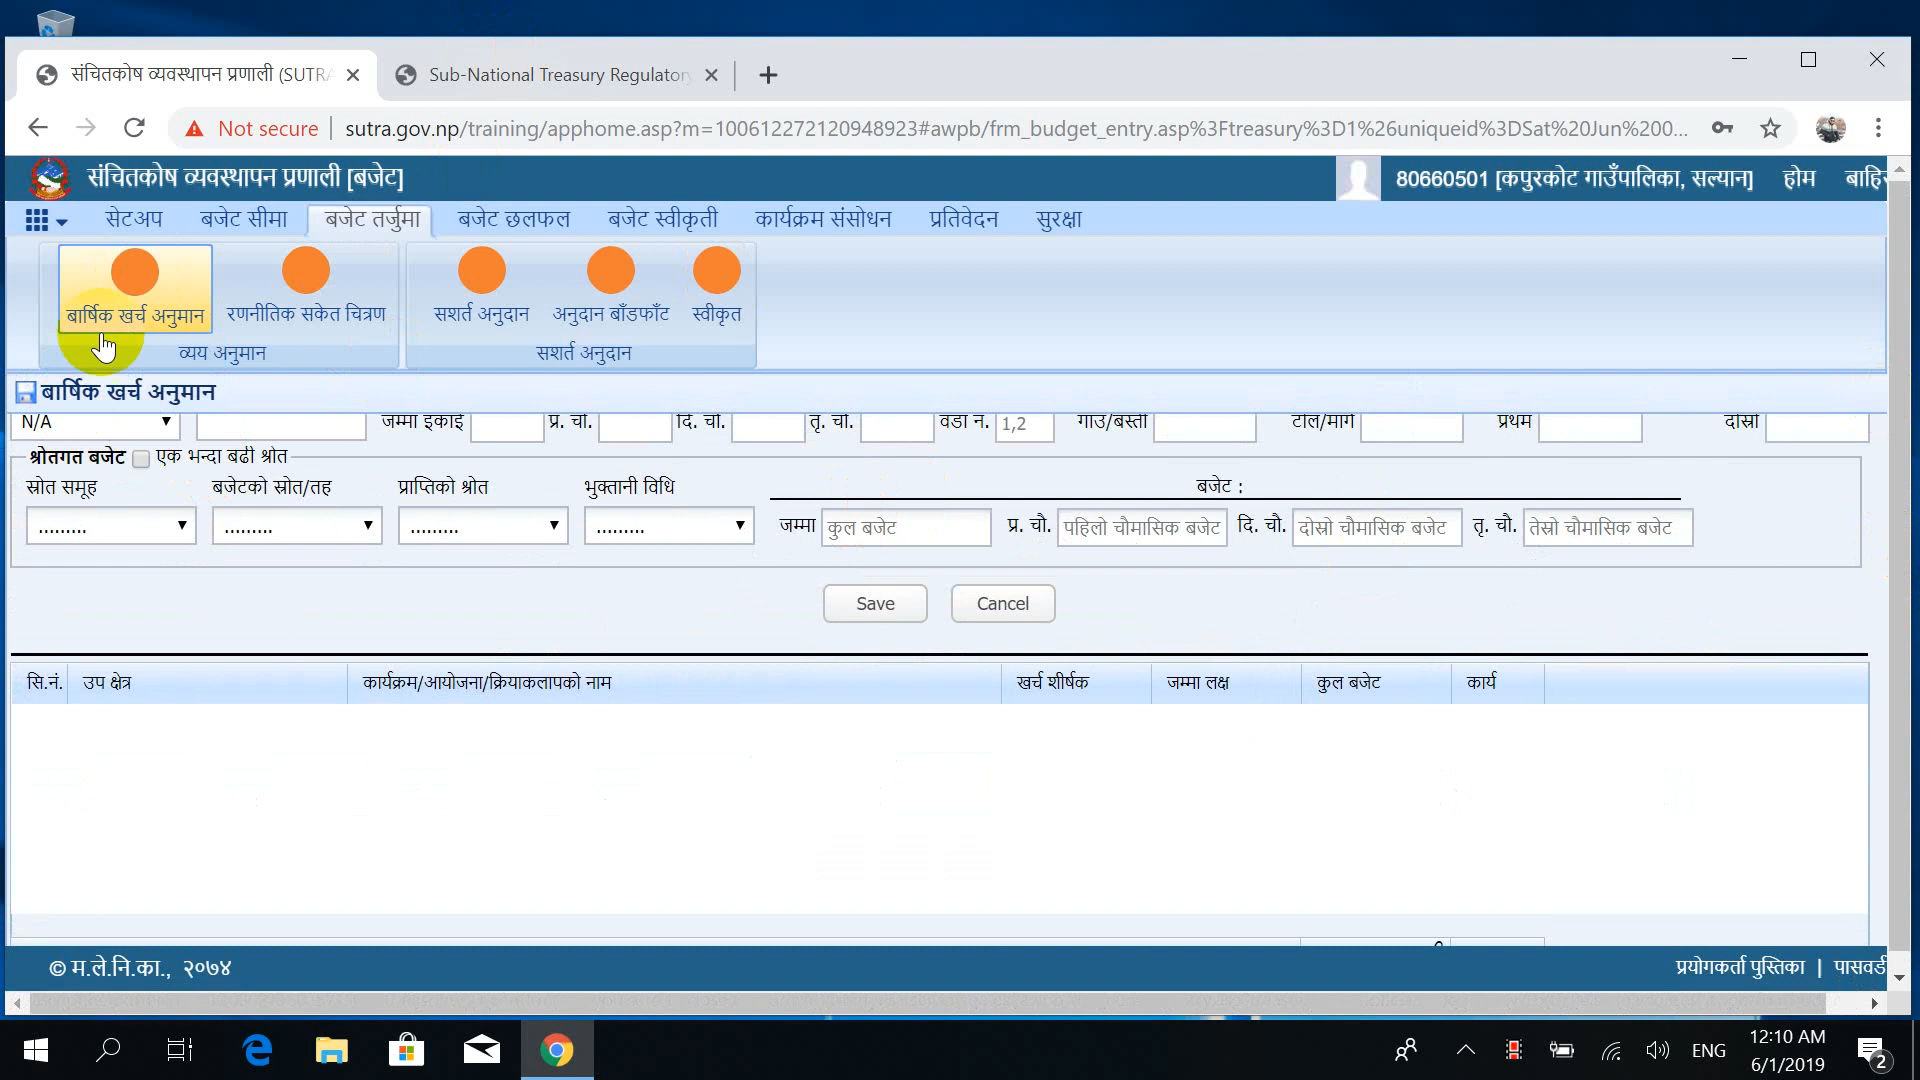 संचितकोष व्यवस्थापन प्रणाली (SUTRA
Sub-National Treasury Regulatory
Not secure
sutra.gov.np/training/apphome.asp?m=100612272120948923#awpb/frm_budget_entry.asp%3Ftreasury%3D1%26uniqueid%3DSat%20Jun%200...
संचितकोष व्यवस्थापन प्रणाली [बजेट]
80660501 [कपुरकोट गाउँपालिका, सल्यान] होम
सेटअप बजेट सीमा बजेट तर्जुमा बजेट छलफल बजेट स्वीकृती कार्यक्रम संसोधन प्रतिवेदन सुरक्षा
बार्षिक खर्च अनुमान रणनीतिक सकेत चित्रण सशर्त अनुदान अनुदान बाँडफाँट स्वीकृत
व्यय अनुमान सशर्त अनुदान
बार्षिक खर्च अनुमान
N/A जम्मा इकाई प्र. चौ. दि. चौ. तृ. चौ. वडा न. 1,2 गाउँ/बस्ती टोल/मार्ग प्रथम दोस्रो
श्रोतगत बजेट एक भन्दा बढी श्रोत
स्रोत समूह बजेटको स्रोत/तह प्राप्तिको श्रोत भुक्तानी विधि बजेट :
......... ......... ......... ......... जम्मा कुल बजेट प्र. चौ. पहिलो चौमासिक बजेट दि. चौ. दोस्रो चौमासिक बजेट तृ. चौ. तेस्रो चौमासिक बजेट
Save Cancel
सि.नं. उप क्षेत्र कार्यक्रम/आयोजना/क्रियाकलापको नाम खर्च शीर्षक जम्मा लक्ष कुल बजेट कार्य
© म.ले.नि.का., २०७४
प्रयोगकर्ता पुस्तिका | पासवर्ड
ENG
12:10 AM
6/1/2019
2